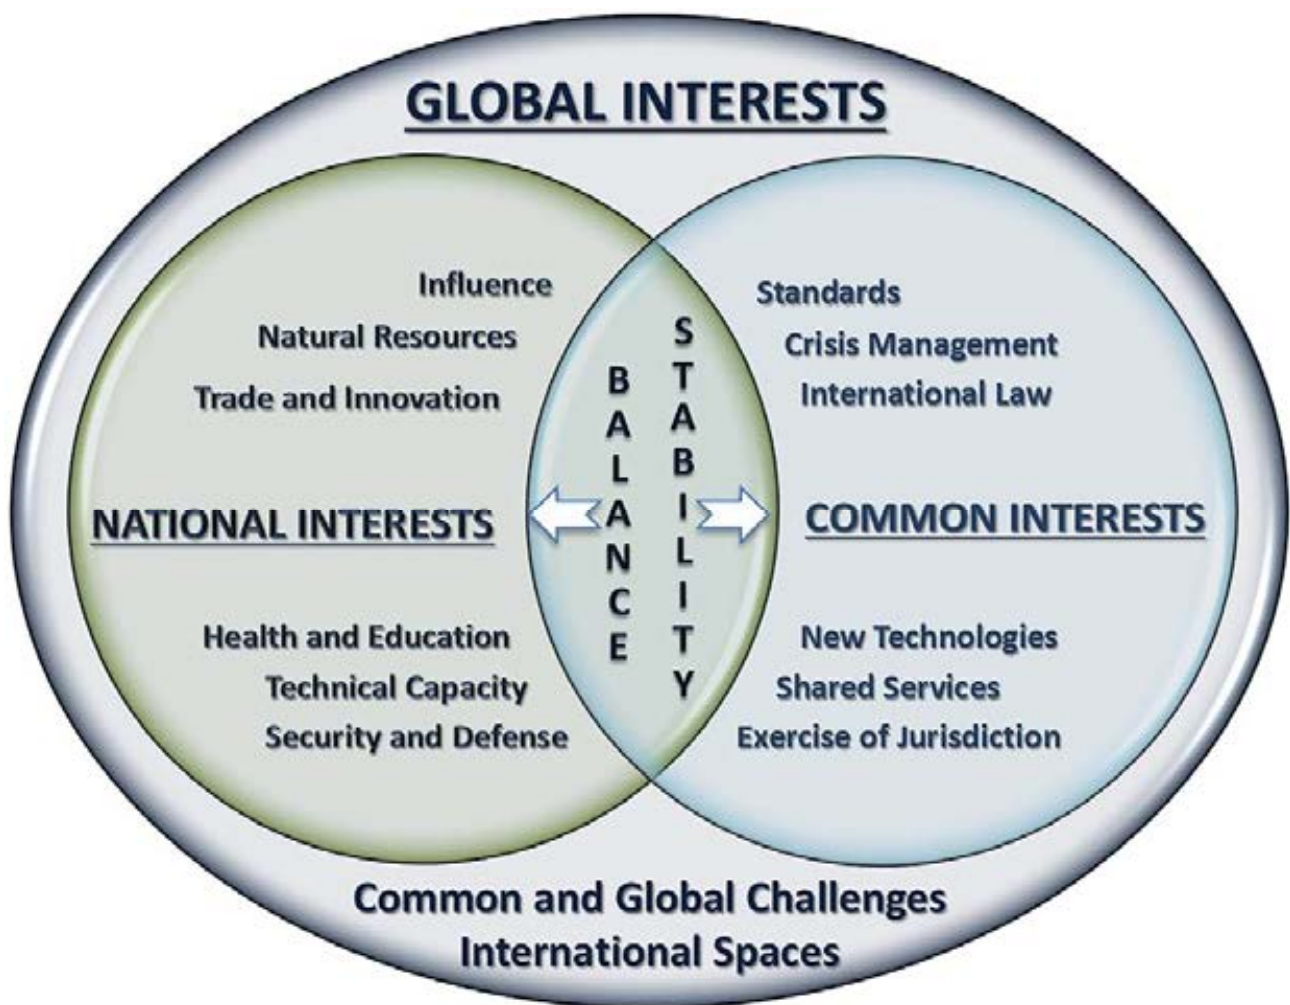 GLOBAL INTERESTS
Influence
Natural Resources
Trade and Innovation
NATIONAL INTERESTS
Health and Education
Technical Capacity
Security and Defense
BALANCE
STABILITY
Standards
Crisis Management
International Law
COMMON INTERESTS
New Technologies
Shared Services
Exercise of Jurisdiction
Common and Global Challenges
International Spaces